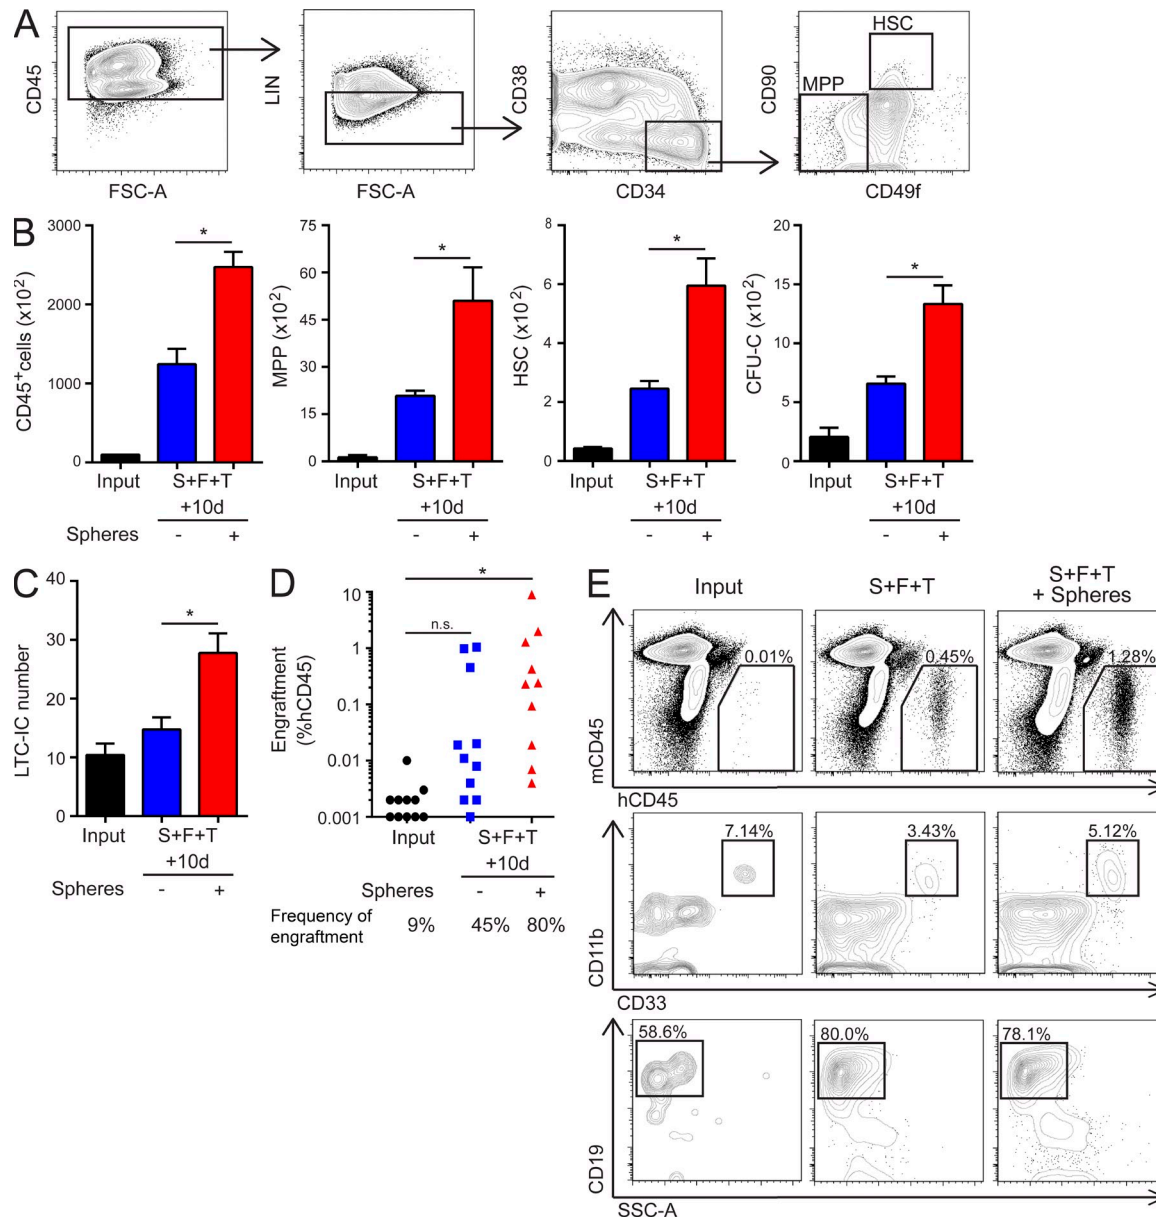 A
CD45
FSC-A
LIN
FSC-A
CD38
CD34
CD90
HSC
MPP
CD49f
B
CD45+cells (x102)
3000
2000
1000
0
*
Input
S+F+T
+10d
Spheres
-
+
MPP (x102)
75
60
45
30
15
0
*
Input
S+F+T
+10d
-
+
HSC (x102)
8
6
4
2
0
*
Input
S+F+T
+10d
-
+
CFU-C (x102)
20
15
10
5
0
*
Input
S+F+T
+10d
-
+
C
LTC-IC number
40
30
20
10
0
*
Input
S+F+T
+10d
Spheres
-
+
D
Engraftment
(%hCD45)
10
1
0.1
0.01
0.001
*
n.s.
Input
S+F+T
+10d
Spheres
-
+
Frequency of
engraftment
9%
45%
80%
E
Input
S+F+T
S+F+T
+ Spheres
mCD45
0.01%
0.45%
1.28%
hCD45
CD11b
7.14%
3.43%
5.12%
CD33
CD19
58.6%
80.0%
78.1%
SSC-A